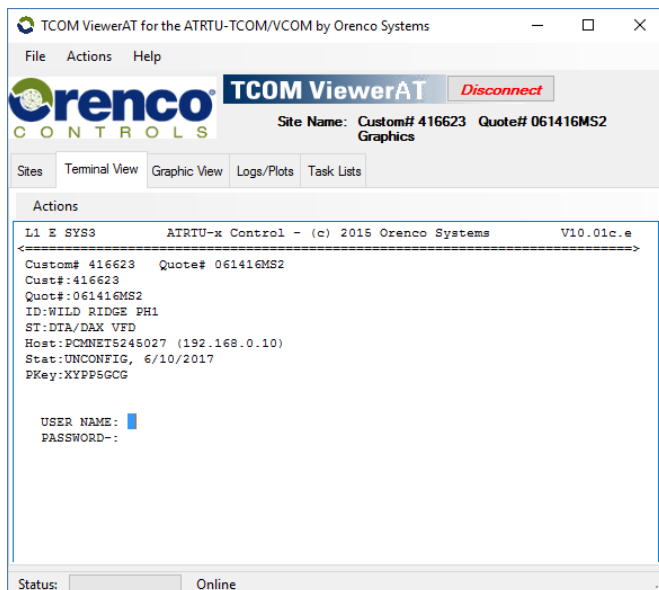 TCOM ViewerAT for the ATRTU-TCOM/VCOM by Orenco Systems
File Actions Help
Orenco
CONTROLS
TCOM ViewerAT
Disconnect
Site Name: Custom# 416623 Quote# 061416MS2
Graphics
Sites Terminal View Graphic View Logs/Plots Task Lists
Actions
L1 E SYS3 ATRTU-x Control - (c) 2015 Orenco Systems V10.01c.e
<==========================================================================>
Custom# 416623 Quote# 061416MS2
Cust#:416623
Quot#:061416MS2
ID:WILD RIDGE PH1
ST:DTA/DAX VFD
Host:PCMNET5245027 (192.168.0.10)
Stat:UNCONFIG, 6/10/2017
PKey:XYPP5GCG
USER NAME:
PASSWORD-:
Status: Online